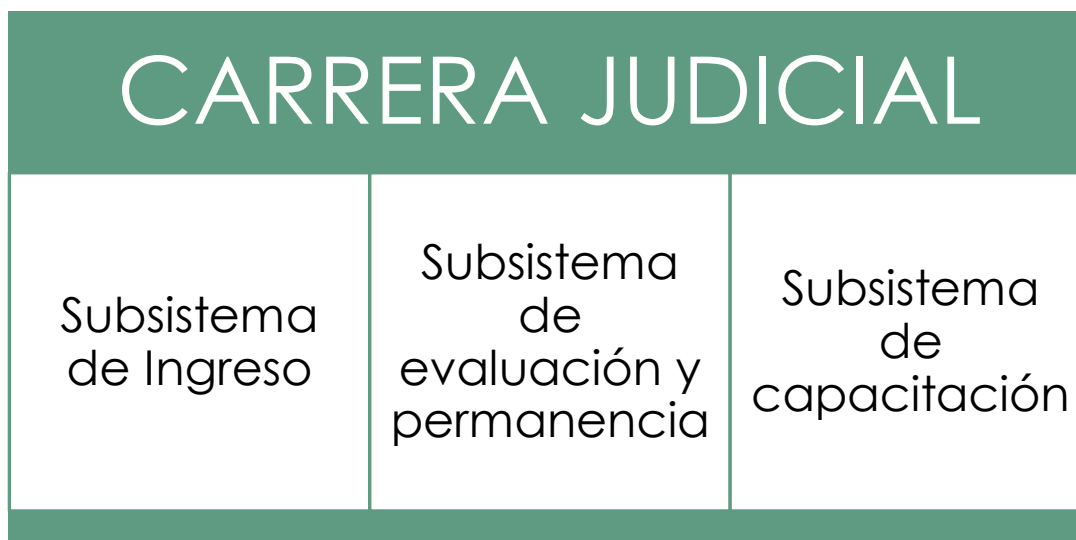 CARRERA JUDICIAL
Subsistema
de Ingreso
Subsistema
de
evaluación y
permanencia
Subsistema
de
capacitación